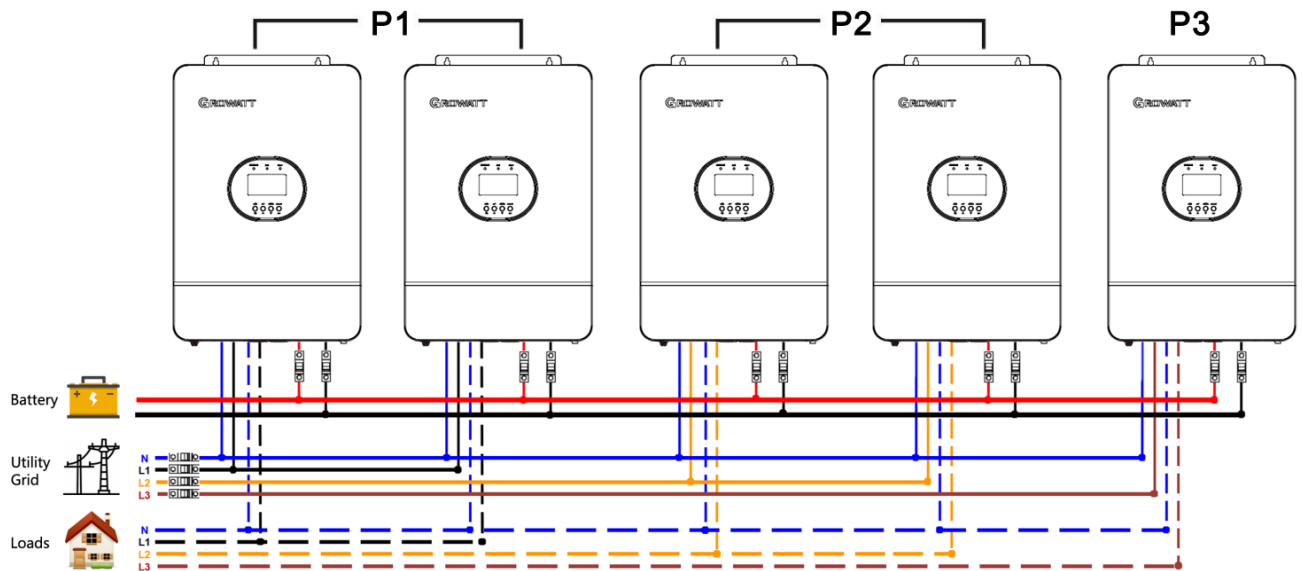 P1 P2 P3
GROWATT GROWATT GROWATT GROWATT GROWATT
Battery
+ -
Utility
Grid
N
L1
L2
L3
Loads
N
L1
L2
L3